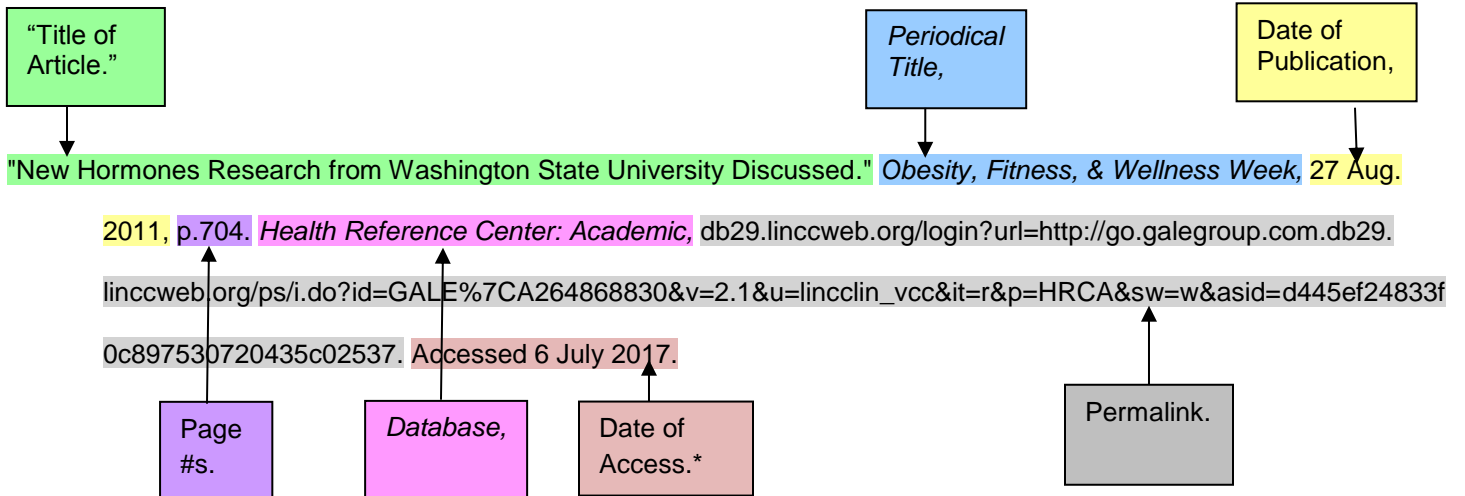 “Title of
Article.”
Periodical
Title,
Date of
Publication,
"New Hormones Research from Washington State University Discussed." Obesity, Fitness, & Wellness Week, 27 Aug.
2011, p.704. Health Reference Center: Academic, db29.linccweb.org/login?url=http://go.galegroup.com.db29.
linccweb.org/ps/i.do?id=GALE%7CA264868830&v=2.1&u=lincclin_vcc&it=r&p=HRCA&sw=w&asid=d445ef24833f
0c897530720435c02537. Accessed 6 July 2017.
Page
#s.
Database,
Date of
Access.*
Permalink.